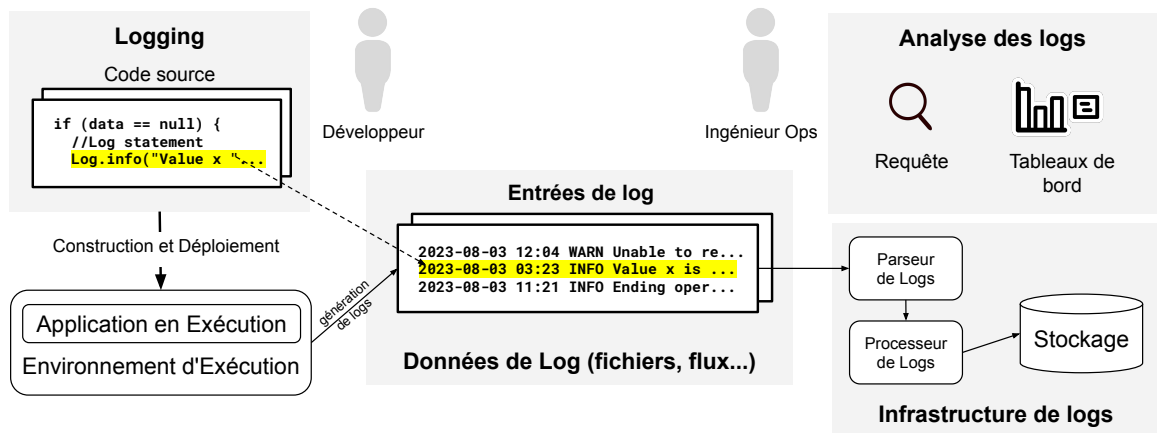 Logging
Code source
if (data == null) {
//Log statement
Log.info("Value x "...
Construction et Déploiement
Application en Exécution
Environnement d'Exécution
Développeur
Ingénieur Ops
génération
de logs
Entrées de log
2023-08-03 12:04 WARN Unable to re...
2023-08-03 03:23 INFO Value x is ...
2023-08-03 11:21 INFO Ending oper...
Données de Log (fichiers, flux...)
Analyse des logs
Requête
Tableaux de
bord
Parseur
de Logs
Processeur
de Logs
Stockage
Infrastructure de logs